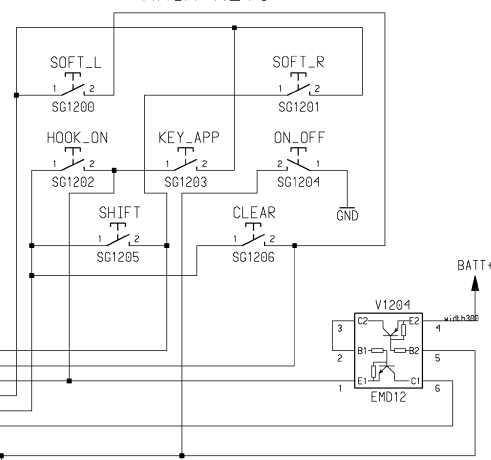 SOFT_L
1 2
SG1200
SOFT_R
1 2
SG1201
HOOK_ON
1 2
SG1202
KEY_APP
1 2
SG1203
ON_OFF
2 1
SG1204
GND
SHIFT
1 2
SG1205
CLEAR
1 2
SG1206
BATT+
V1204
width300
C2 E2
3 4
B1 B2
2 5
E1 C1
1 6
EMD12